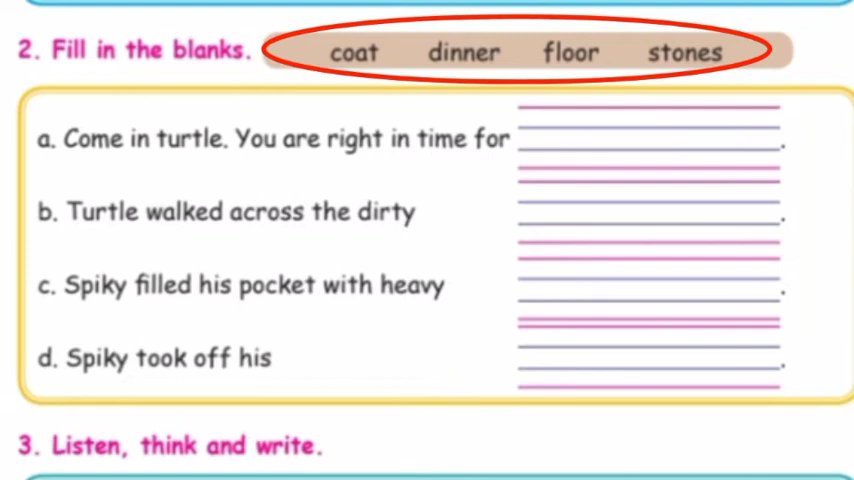 2. Fill in the blanks. coat dinner floor stones
a. Come in turtle. You are right in time for .
b. Turtle walked across the dirty .
c. Spiky filled his pocket with heavy .
d. Spiky took off his .
3. Listen, think and write.